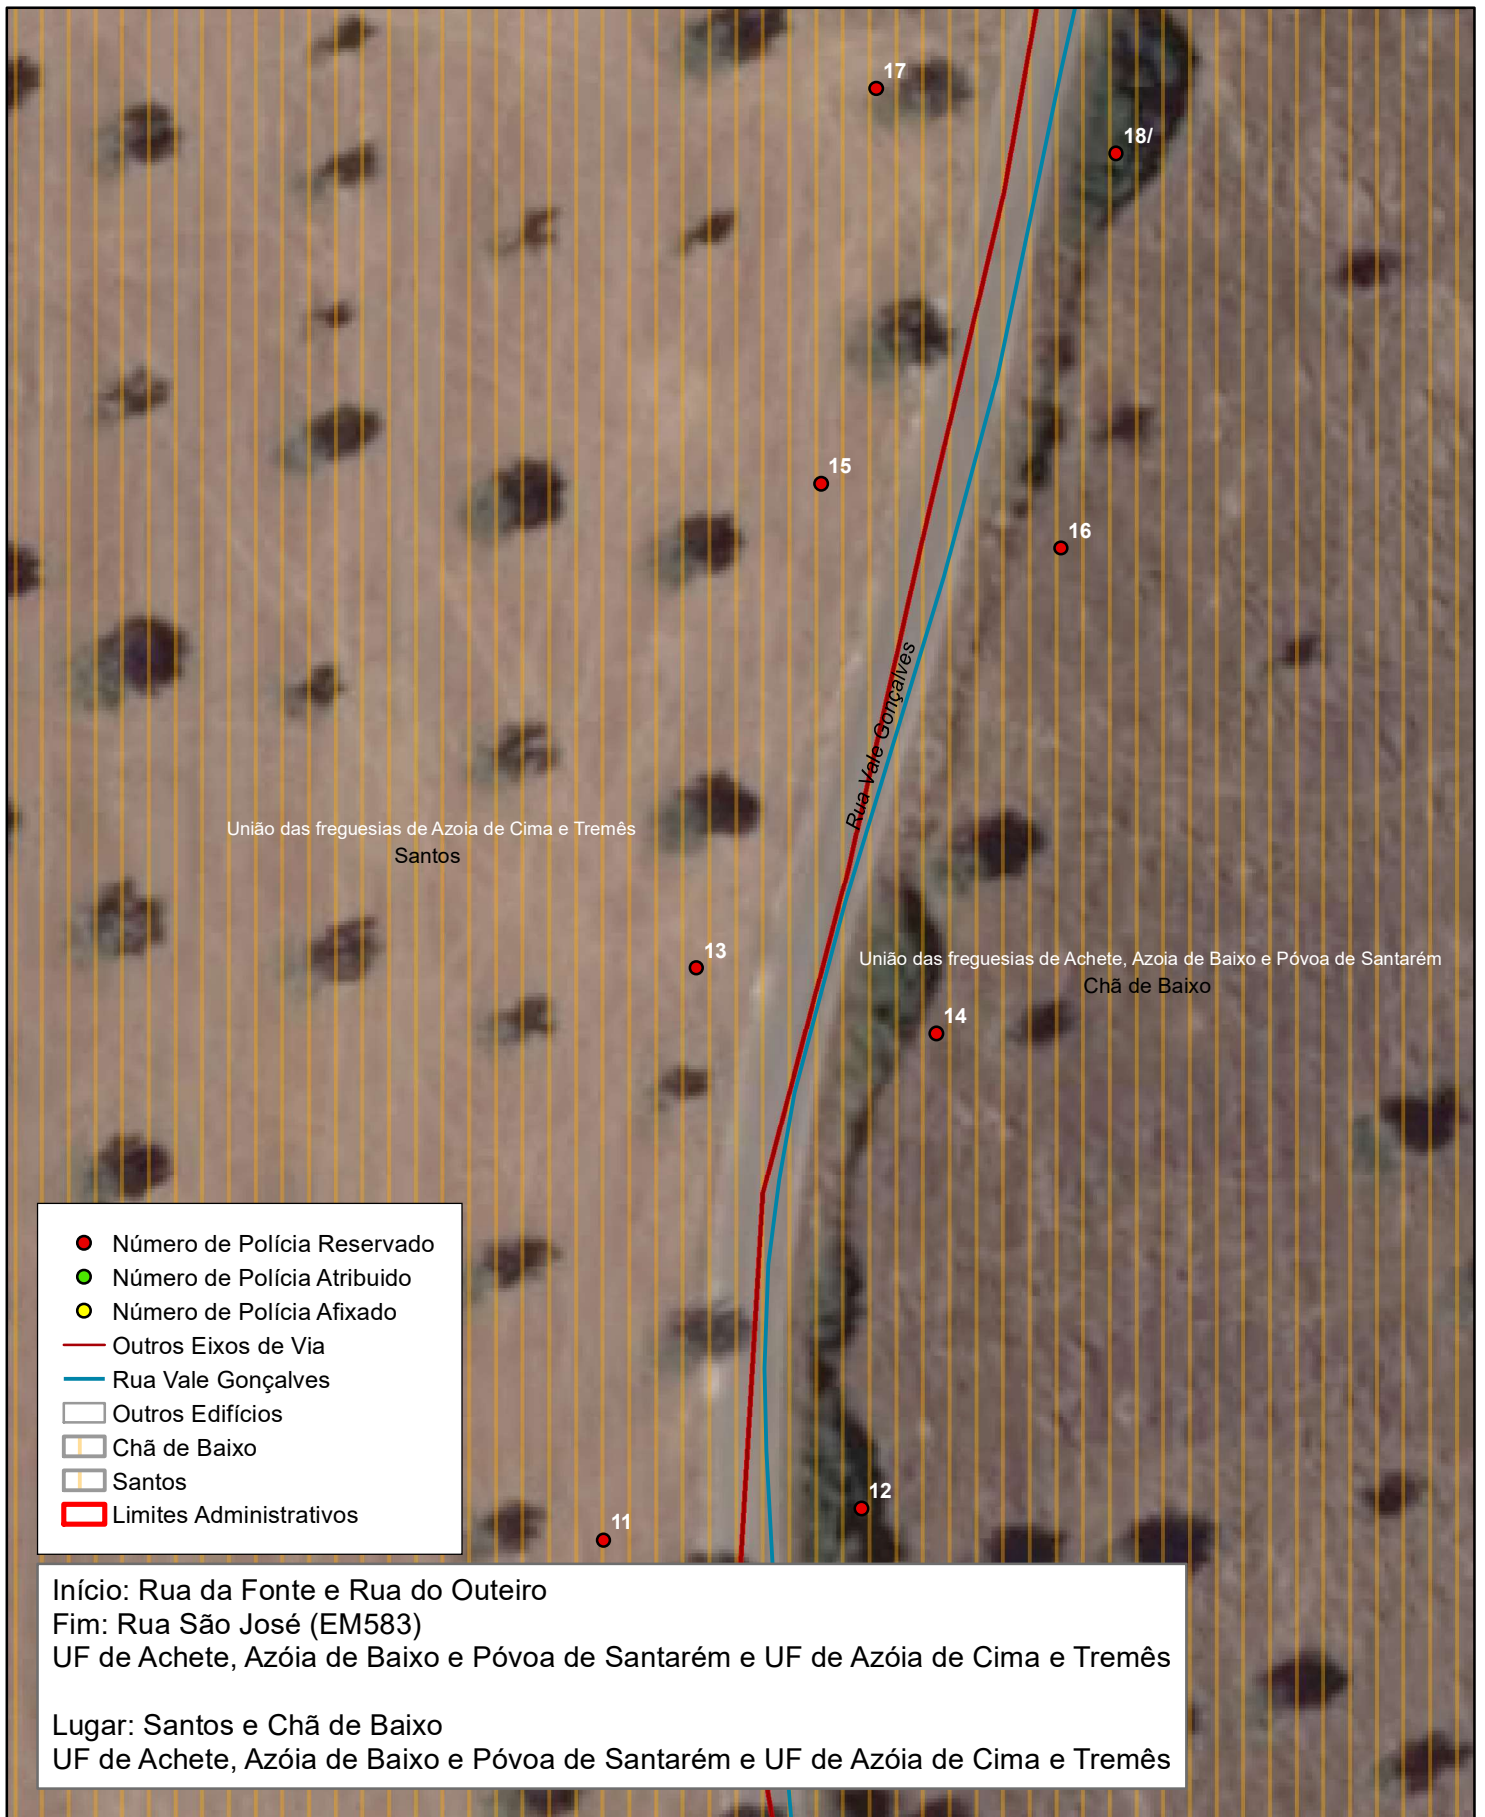 17
18/
15
16
Rua Vale Gonçalves
União das freguesias de Azoia de Cima e Tremês
Santos
13
União das freguesias de Achete, Azoia de Baixo e Póvoa de Santarém
Chã de Baixo
14
Número de Polícia Reservado
Número de Polícia Atribuido
Número de Polícia Afixado
Outros Eixos de Via
Rua Vale Gonçalves
Outros Edifícios
Chã de Baixo
Santos
Limites Administrativos
12
11
Início: Rua da Fonte e Rua do Outeiro
Fim: Rua São José (EM583)
UF de Achete, Azóia de Baixo e Póvoa de Santarém e UF de Azóia de Cima e Tremês
Lugar: Santos e Chã de Baixo
UF de Achete, Azóia de Baixo e Póvoa de Santarém e UF de Azóia de Cima e Tremês